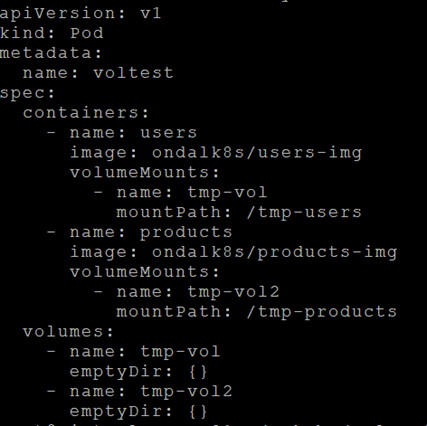 apiVersion: v1
kind: Pod
metadata:
  name: voltest
spec:
  containers:
    - name: users
      image: ondalk8s/users-img
      volumeMounts:
        - name: tmp-vol
          mountPath: /tmp-users
    - name: products
      image: ondalk8s/products-img
      volumeMounts:
        - name: tmp-vol2
          mountPath: /tmp-products
  volumes:
    - name: tmp-vol
      emptyDir: {}
    - name: tmp-vol2
      emptyDir: {}